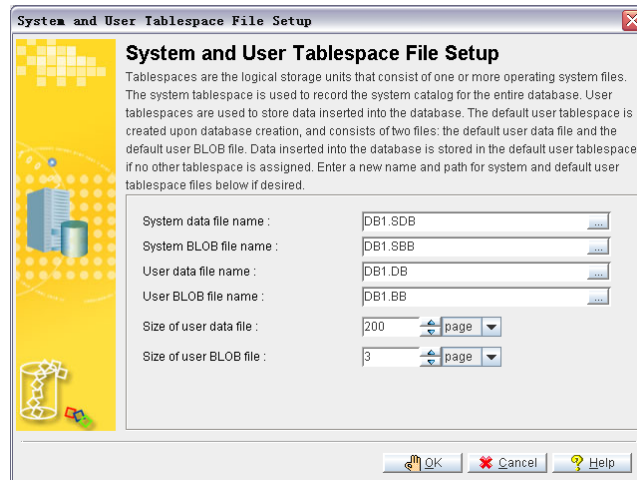 System and User Tablespace File Setup
System and User Tablespace File Setup
Tablespaces are the logical storage units that consist of one or more operating system files.
The system tablespace is used to record the system catalog for the entire database. User
tablespaces are used to store data inserted into the database. The default user tablespace is
created upon database creation, and consists of two files: the default user data file and the
default user BLOB file. Data inserted into the database is stored in the default user tablespace
if no other tablespace is assigned. Enter a new name and path for system and default user
tablespace files below if desired.
System data file name : DB1.SDB ...
System BLOB file name : DB1.SBB ...
User data file name : DB1.DB ...
User BLOB file name : DB1.BB ...
Size of user data file : 200 page
Size of user BLOB file : 3 page
OK Cancel Help